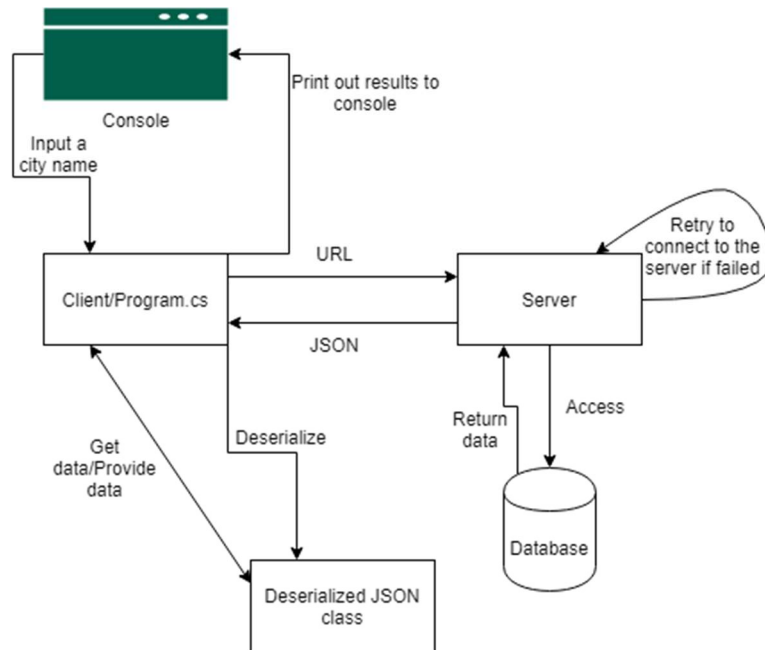 Console
Print out results to
console
Input a
city name
Client/Program.cs
URL
JSON
Server
Retry to
connect to the
server if failed
Get
data/Provide
data
Deserialize
Return
data
Access
Database
Deserialized JSON
class